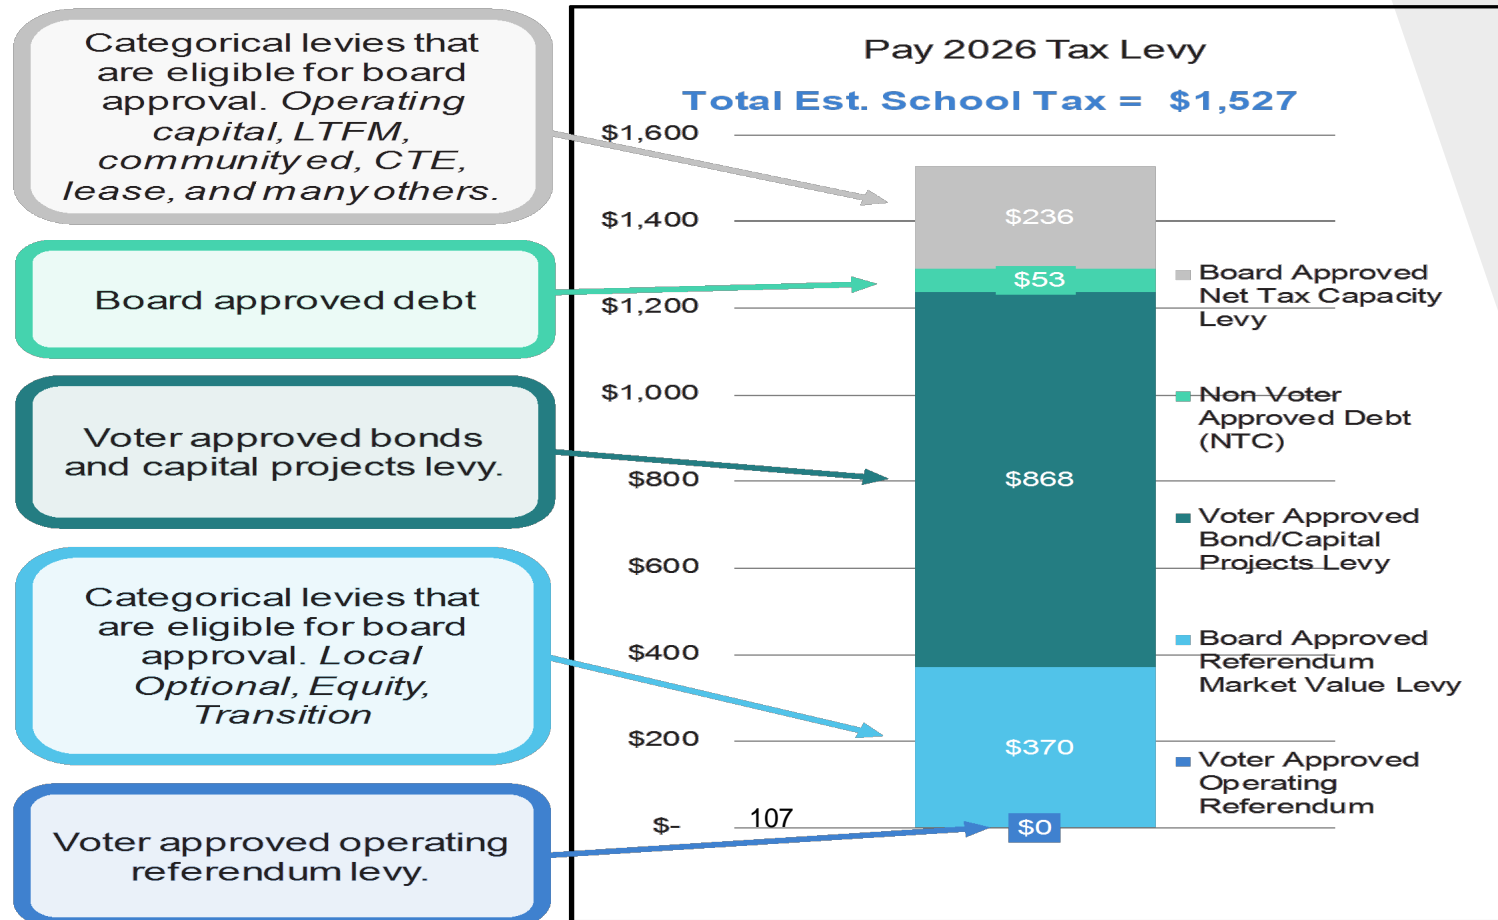 Categorical levies that
are eligible for board
approval. Operating
capital, LTFM,
community ed, CTE,
lease, and many others.
Board approved debt
Voter approved bonds
and capital projects levy.
Categorical levies that
are eligible for board
approval. Local
Optional, Equity,
Transition
Voter approved operating
referendum levy.
Pay 2026 Tax Levy
Total Est. School Tax = $1,527
$1,600
$1,400
$1,200
$1,000
$800
$600
$400
$200
$-
107
$236
$53
$868
$370
$0
Board Approved
Net Tax Capacity
Levy
Non Voter
Approved Debt
(NTC)
Voter Approved
Bond/Capital
Projects Levy
Board Approved
Referendum
Market Value Levy
Voter Approved
Operating
Referendum